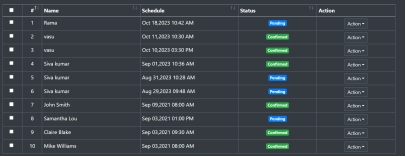 # Name Schedule Status Action
1 Rama Oct 18,2023 10:42 AM Pending Action
2 vasu Oct 11,2023 10:30 AM Confirmed Action
3 vasu Oct 10,2023 03:30 PM Confirmed Action
4 Siva kumar Sep 01,2023 10:36 AM Confirmed Action
5 Siva kumar Aug 31,2023 10:28 AM Pending Action
6 Siva kumar Aug 29,2023 09:48 AM Pending Action
7 John Smith Sep 09,2021 08:00 AM Confirmed Action
8 Samantha Lou Sep 03,2021 01:00 PM Pending Action
9 Claire Blake Sep 03,2021 09:30 AM Confirmed Action
10 Mike Williams Sep 03,2021 08:00 AM Confirmed Action